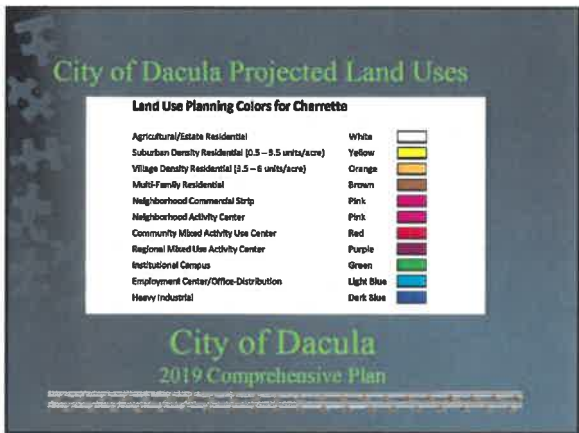 City of Dacula Projected Land Uses
Land Use Planning Colors for Charrette
Agricultural/Estate Residential White
Suburban Density Residential (0.5 – 3.5 units/acre) Yellow
Village Density Residential (3.5 – 6 units/acre) Orange
Multi-Family Residential Brown
Neighborhood Commercial Strip Pink
Neighborhood Activity Center Pink
Community Mixed Activity Use Center Red
Regional Mixed Use Activity Center Purple
Institutional Campus Green
Employment Center/Office-Distribution Light Blue
Heavy Industrial Dark Blue
City of Dacula
2019 Comprehensive Plan